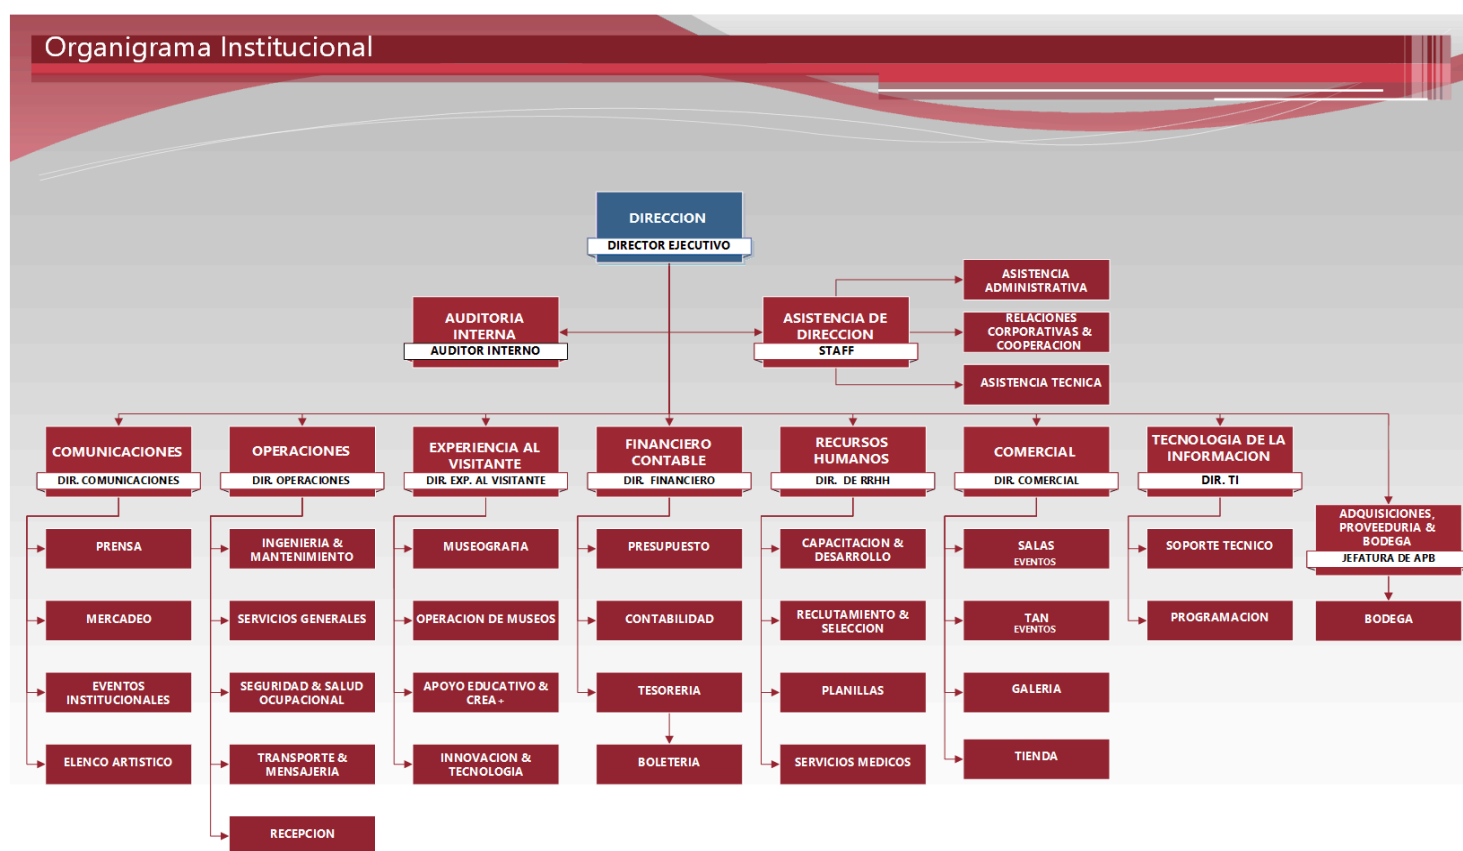 Organigrama Institucional
DIRECCION
DIRECTOR EJECUTIVO
AUDITORIA
INTERNA
AUDITOR INTERNO
ASISTENCIA DE
DIRECCION
STAFF
ASISTENCIA
ADMINISTRATIVA
RELACIONES
CORPORATIVAS &
COOPERACION
ASISTENCIA TECNICA
COMUNICACIONES
DIR. COMUNICACIONES
PRENSA
MERCADEO
EVENTOS
INSTITUCIONALES
ELENCO ARTISTICO
OPERACIONES
DIR. OPERACIONES
INGENIERIA &
MANTENIMIENTO
SERVICIOS GENERALES
SEGURIDAD & SALUD
OCUPACIONAL
TRANSPORTE &
MENSAJERIA
RECEPCION
EXPERIENCIA AL
VISITANTE
DIR. EXP. AL VISITANTE
MUSEOGRAFIA
OPERACION DE MUSEOS
APOYO EDUCATIVO &
CREA+
INNOVACION &
TECNOLOGIA
FINANCIERO
CONTABLE
DIR. FINANCIERO
PRESUPUESTO
CONTABILIDAD
TESORERIA
BOLETERIA
RECURSOS
HUMANOS
DIR. DE RRHH
CAPACITACION &
DESARROLLO
RECLUTAMIENTO &
SELECCION
PLANILLAS
SERVICIOS MEDICOS
COMERCIAL
DIR. COMERCIAL
SALAS
EVENTOS
TAN
EVENTOS
GALERIA
TIENDA
TECNOLOGIA DE LA
INFORMACION
DIR. TI
SOPORTE TECNICO
PROGRAMACION
ADQUISICIONES,
PROVEEDURIA &
BODEGA
JEFATURA DE APB
BODEGA